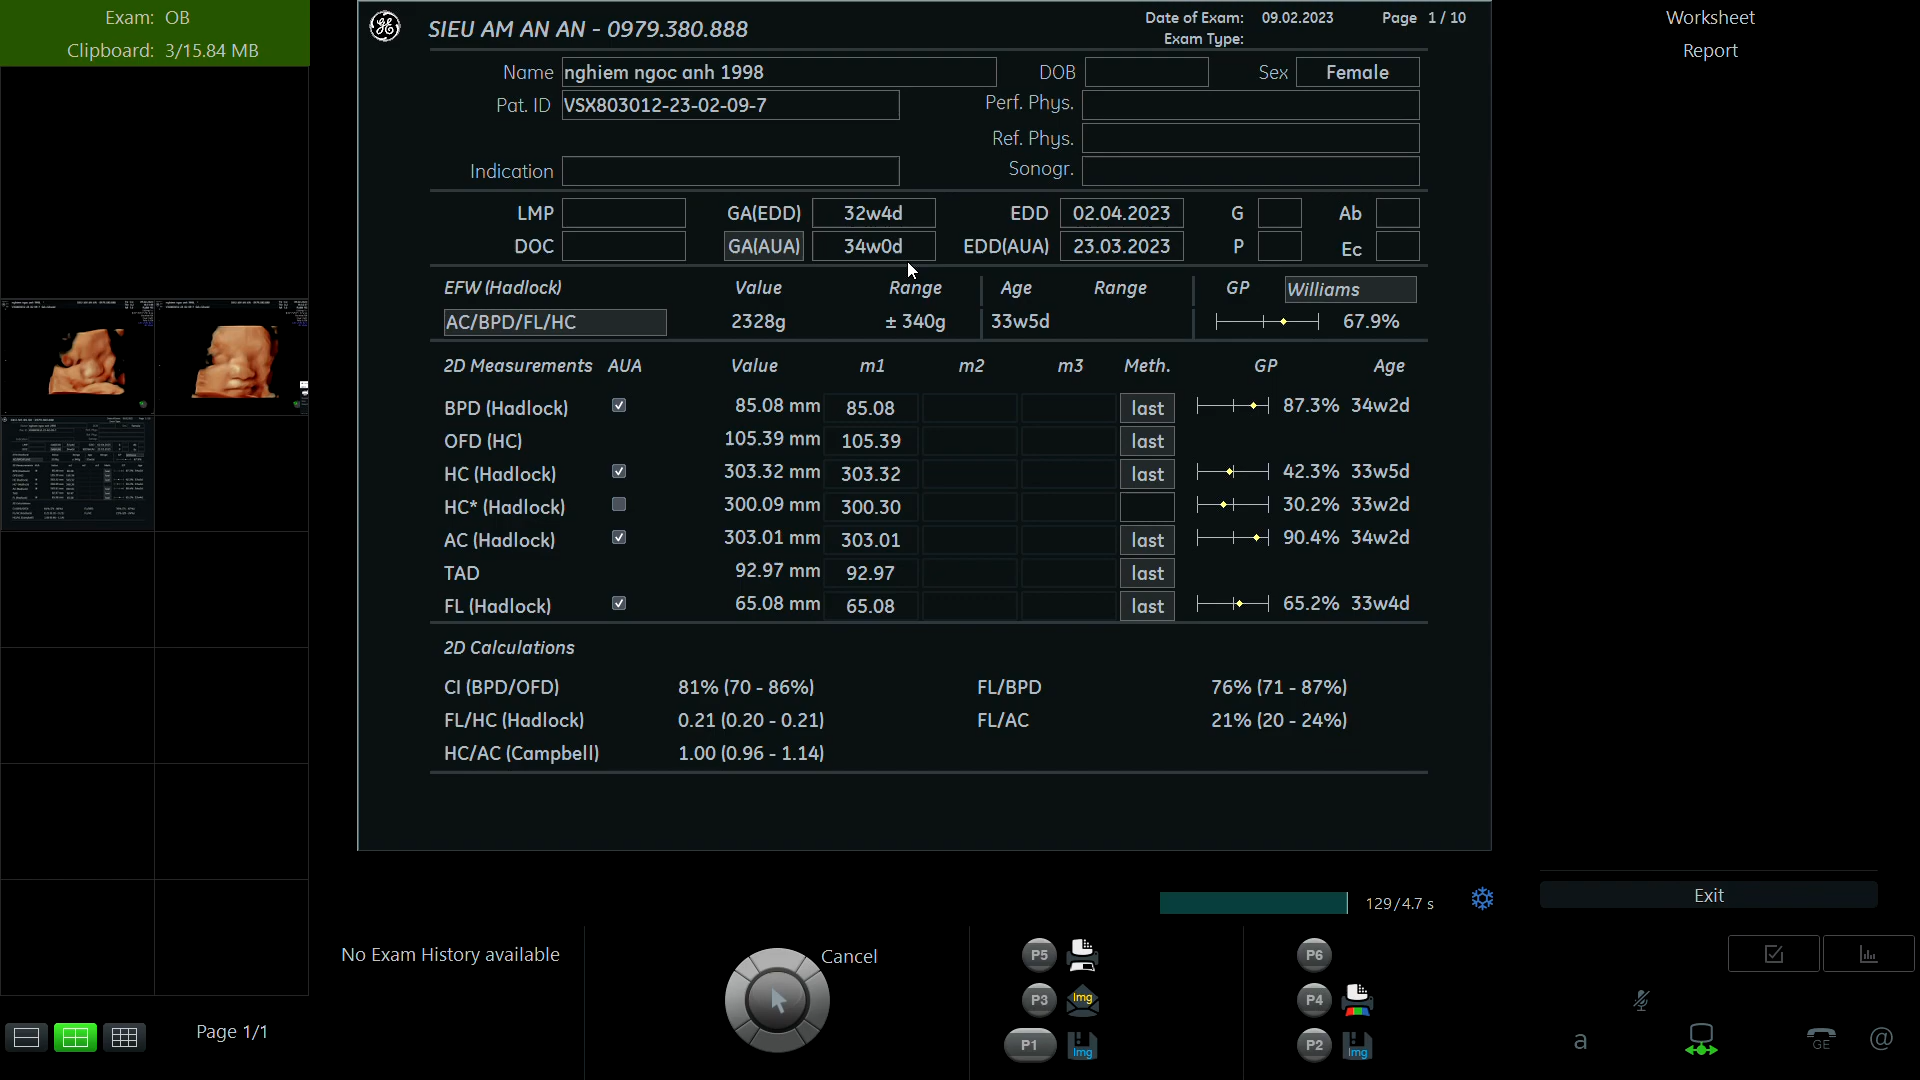 Exam: OB
Clipboard: 3/15.84 MB
SIEU AM AN AN - 0979.380.888
Date of Exam: 09.02.2023 Page 1 / 10
Exam Type:
Name nghiem ngoc anh 1998 DOB Sex Female
Pat. ID VSX803012-23-02-09-7 Perf. Phys.
Ref. Phys.
Indication Sonogr.
LMP GA(EDD) 32w4d EDD 02.04.2023 G Ab
DOC GA(AUA) 34w0d EDD(AUA) 23.03.2023 P Ec
EFW (Hadlock) Value Range Age Range GP Williams
AC/BPD/FL/HC 2328g ± 340g 33w5d 67.9%
2D Measurements AUA Value m1 m2 m3 Meth. GP Age
BPD (Hadlock) 85.08 mm 85.08 last 87.3% 34w2d
OFD (HC) 105.39 mm 105.39 last
HC (Hadlock) 303.32 mm 303.32 last 42.3% 33w5d
HC* (Hadlock) 300.09 mm 300.30 30.2% 33w2d
AC (Hadlock) 303.01 mm 303.01 last 90.4% 34w2d
TAD 92.97 mm 92.97 last
FL (Hadlock) 65.08 mm 65.08 last 65.2% 33w4d
2D Calculations
CI (BPD/OFD) 81% (70 - 86%) FL/BPD 76% (71 - 87%)
FL/HC (Hadlock) 0.21 (0.20 - 0.21) FL/AC 21% (20 - 24%)
HC/AC (Campbell) 1.00 (0.96 - 1.14)
Worksheet
Report
129/4.7 s
Exit
No Exam History available
Cancel
P5
P3 Img
P1 Img
P6
P4
P2 Img
Page 1/1
a
GE
@